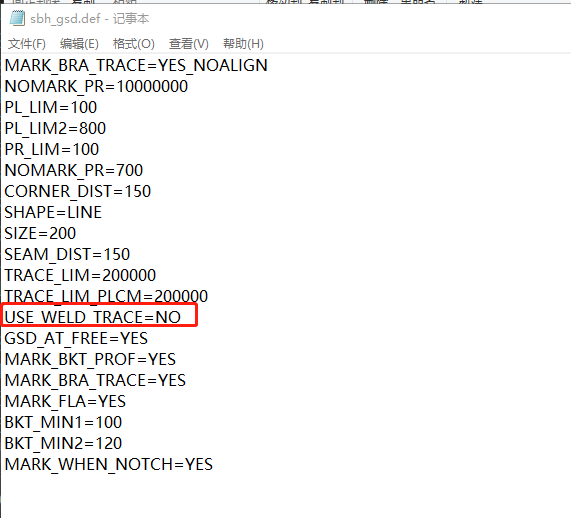 sbh_gsd.def - 记事本
文件(F) 编辑(E) 格式(O) 查看(V) 帮助(H)
MARK_BRA_TRACE=YES_NOALIGN
NOMARK_PR=10000000
PL_LIM=100
PL_LIM2=800
PR_LIM=100
NOMARK_PR=700
CORNER_DIST=150
SHAPE=LINE
SIZE=200
SEAM_DIST=150
TRACE_LIM=200000
TRACE_LIM_PLCM=200000
USE_WELD_TRACE=NO
GSD_AT_FREE=YES
MARK_BKT_PROF=YES
MARK_BRA_TRACE=YES
MARK_FLA=YES
BKT_MIN1=100
BKT_MIN2=120
MARK_WHEN_NOTCH=YES